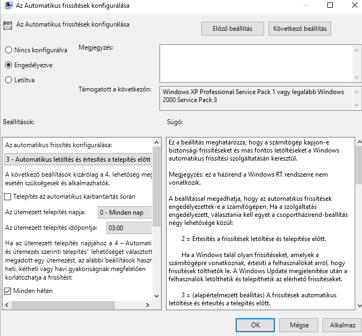 Az Automatikus frissítések konfigurálása
Az Automatikus frissítések konfigurálása
Előző beállítás
Következő beállítás
Nincs konfigurálva
Megjegyzés:
Engedélyezve
Letiltva
Támogatott a következőn:
Windows XP Professional Service Pack 1 vagy legalább Windows
2000 Service Pack 3
Beállítások:
Súgó:
Az automatikus frissítés konfigurálása:
3 - Automatikus letöltés és értesítés a telepítés előtt
A következő beállítások kizárólag a 4. lehetőség meg
esetén szükségesek és alkalmazhatók.
Telepítés az automatikus karbantartás során
Az ütemezett telepítés napja:
0 - Minden nap
Az ütemezett telepítés időpontja:
03:00
Ha az ütemezett telepítés napjához a 4 – Automati
és ütemezés szerinti telepítés" lehetőséget választott
megadott egy ütemezést, az alábbi beállítások haszr
heti, kétheti vagy havi gyakoriságnak megfelelően
korlátozhatja a frissítést:
Minden héten
Ez a beállítás meghatározza, hogy a számítógép kapjon-e
biztonsági frissítéseket és más fontos letöltéseket a Windows
automatikus frissítési szolgáltatásán keresztül.
Megjegyzés: ez a házirend a Windows RT rendszerre nem
vonatkozik.
A beállítással megadhatja, hogy az automatikus frissítések
engedélyezettek-e a számítógépen. Ha a szolgáltatás
engedélyezett, választania kell egyet a csoportházirend-beállítás
négy lehetősége közül:
2 = Értesítés a frissítések letöltése és telepítése előtt.
Ha a Windows talál olyan frissítéseket, amelyek a
számítógépre vonatkoznak, értesíti a felhasználókat arról, hogy
frissítések tölthetők le. A Windows Update megjelenítése után a
felhasználók letölthetik és telepíthetik az elérhető frissítéseket.
3 = (alapértelmezett beállítás) A frissítések automatikus
letöltése és értesítés a telepítés előtt.
OK
Mégse
Alkalmaz